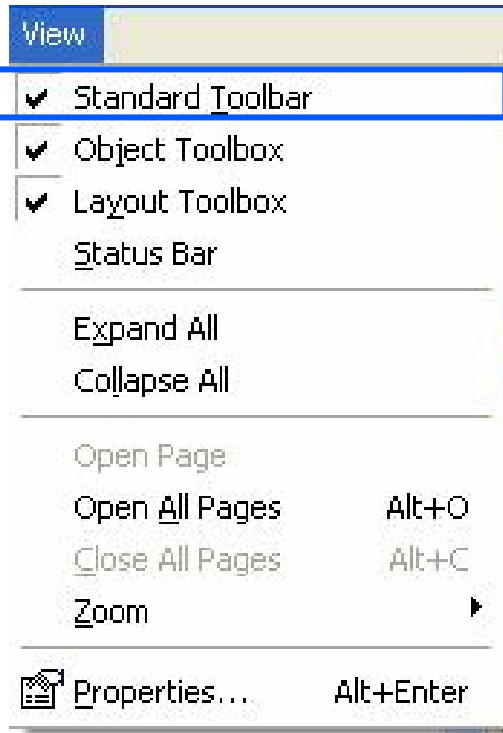 View
Standard Toolbar
Object Toolbox
Layout Toolbox
Status Bar
Expand All
Collapse All
Open Page
Open All Pages Alt+O
Close All Pages Alt+C
Zoom
Properties... Alt+Enter